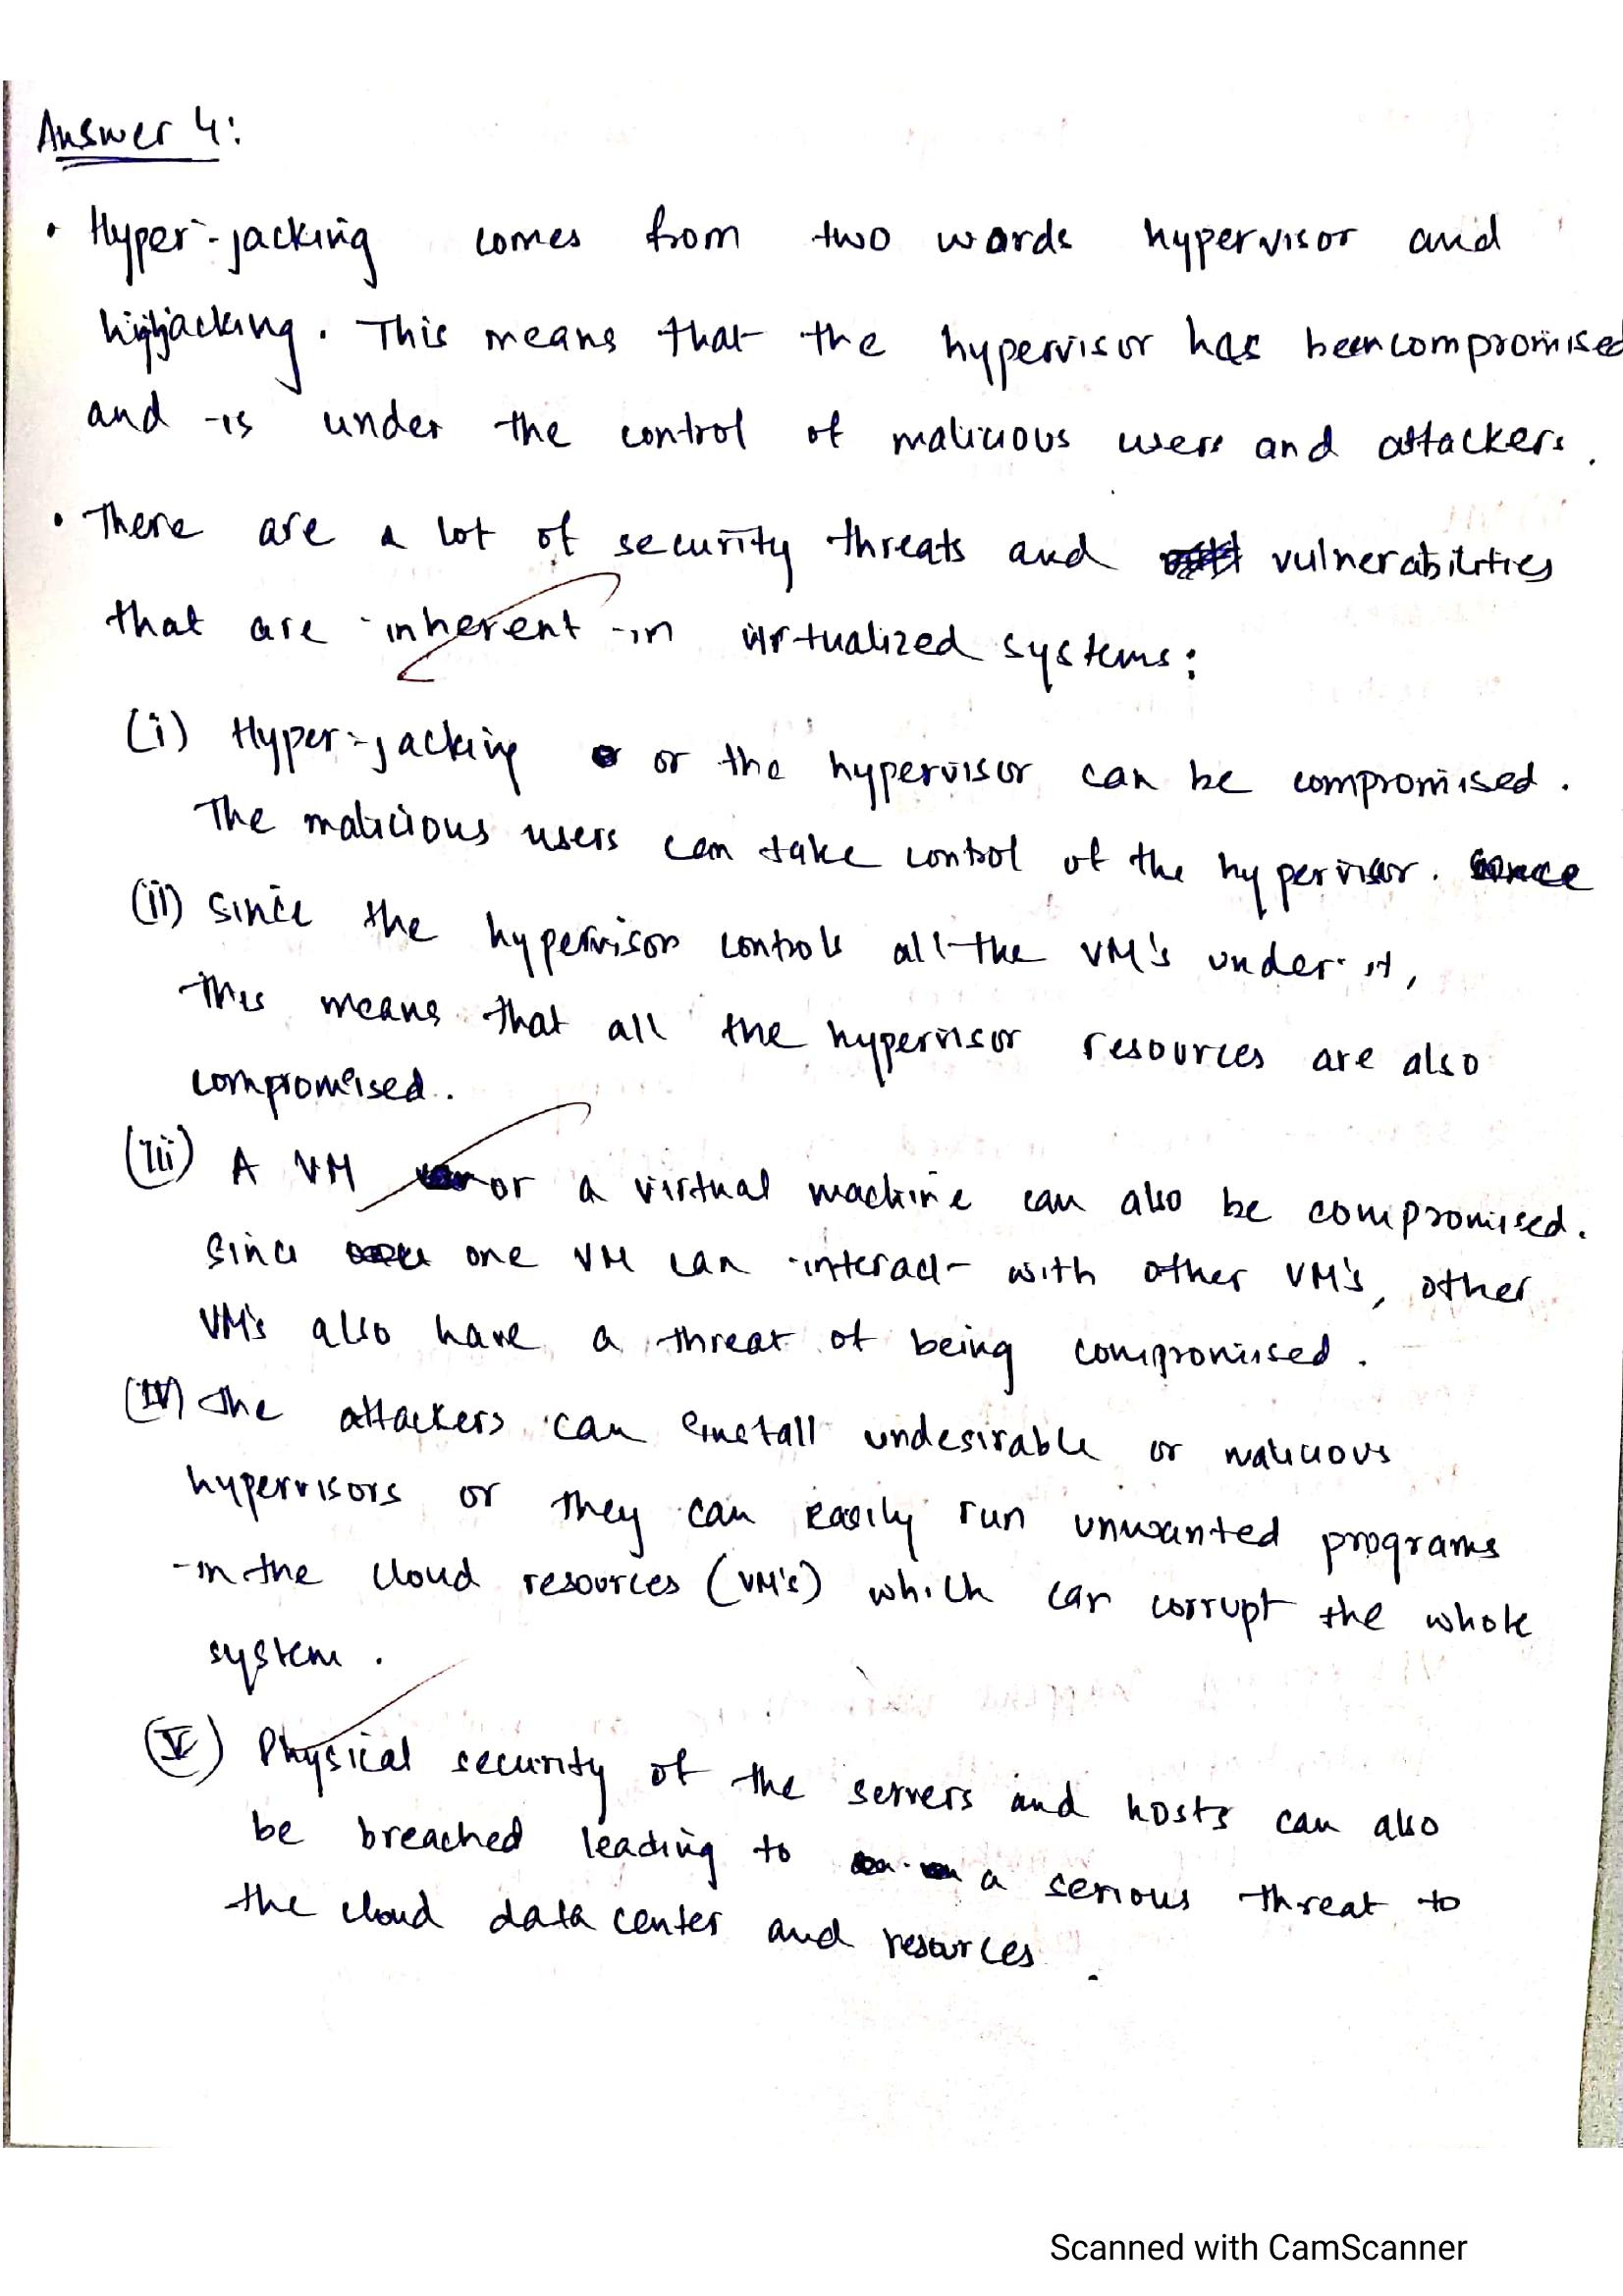 Answer 4:
• Hyper-jacking comes from two words hypervisor and
highjacking. This means that the hypervisor has been compromised
and is under the control of malicious users and attackers.
• There are a lot of security threats and vulnerabilities
that are inherent in virtualized systems:
(i) Hyper-jacking or the hypervisor can be compromised.
The malicious users can take control of the hypervisor.
(ii) Since the hypervisor controls all the VM's under it,
this means that all the hypervisor resources are also
compromised.
(iii) A VM or a virtual machine can also be compromised.
Since one VM can interact with other VM's, other
VM's also have a threat of being compromised.
(IV) The attackers can install undesirable or malicious
hypervisors or they can easily run unwanted programs
in the cloud resources (VM's) which can corrupt the whole
system.
(V) Physical security of the servers and hosts can also
be breached leading to a serious threat to
the cloud data center and resources.
Scanned with CamScanner